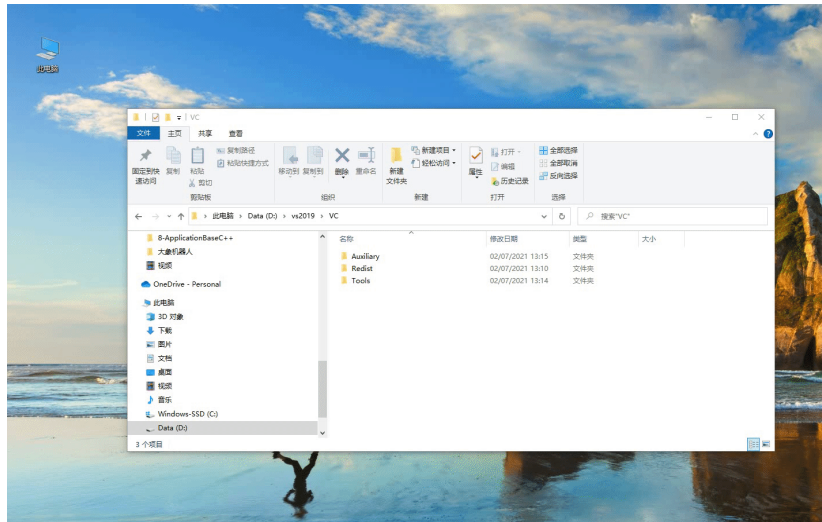 此电脑
VC
文件 主页 共享 查看
固定到快速访问
复制
粘贴
复制路径
粘贴快捷方式
剪切
剪贴板
移动到
复制到
删除
重命名
组织
新建文件夹
新建项目
轻松访问
新建
属性
打开
编辑
历史记录
打开
全部选择
全部取消
反向选择
选择
此电脑 > Data (D:) > vs2019 > VC
搜索"VC"
8-ApplicationBaseC++
大象机器人
视频
OneDrive - Personal
此电脑
3D 对象
下载
图片
文档
桌面
视频
音乐
Windows-SSD (C:)
Data (D:)
名称 修改日期 类型 大小
Auxiliary 02/07/2021 13:15 文件夹
Redist 02/07/2021 13:10 文件夹
Tools 02/07/2021 13:14 文件夹
3 个项目